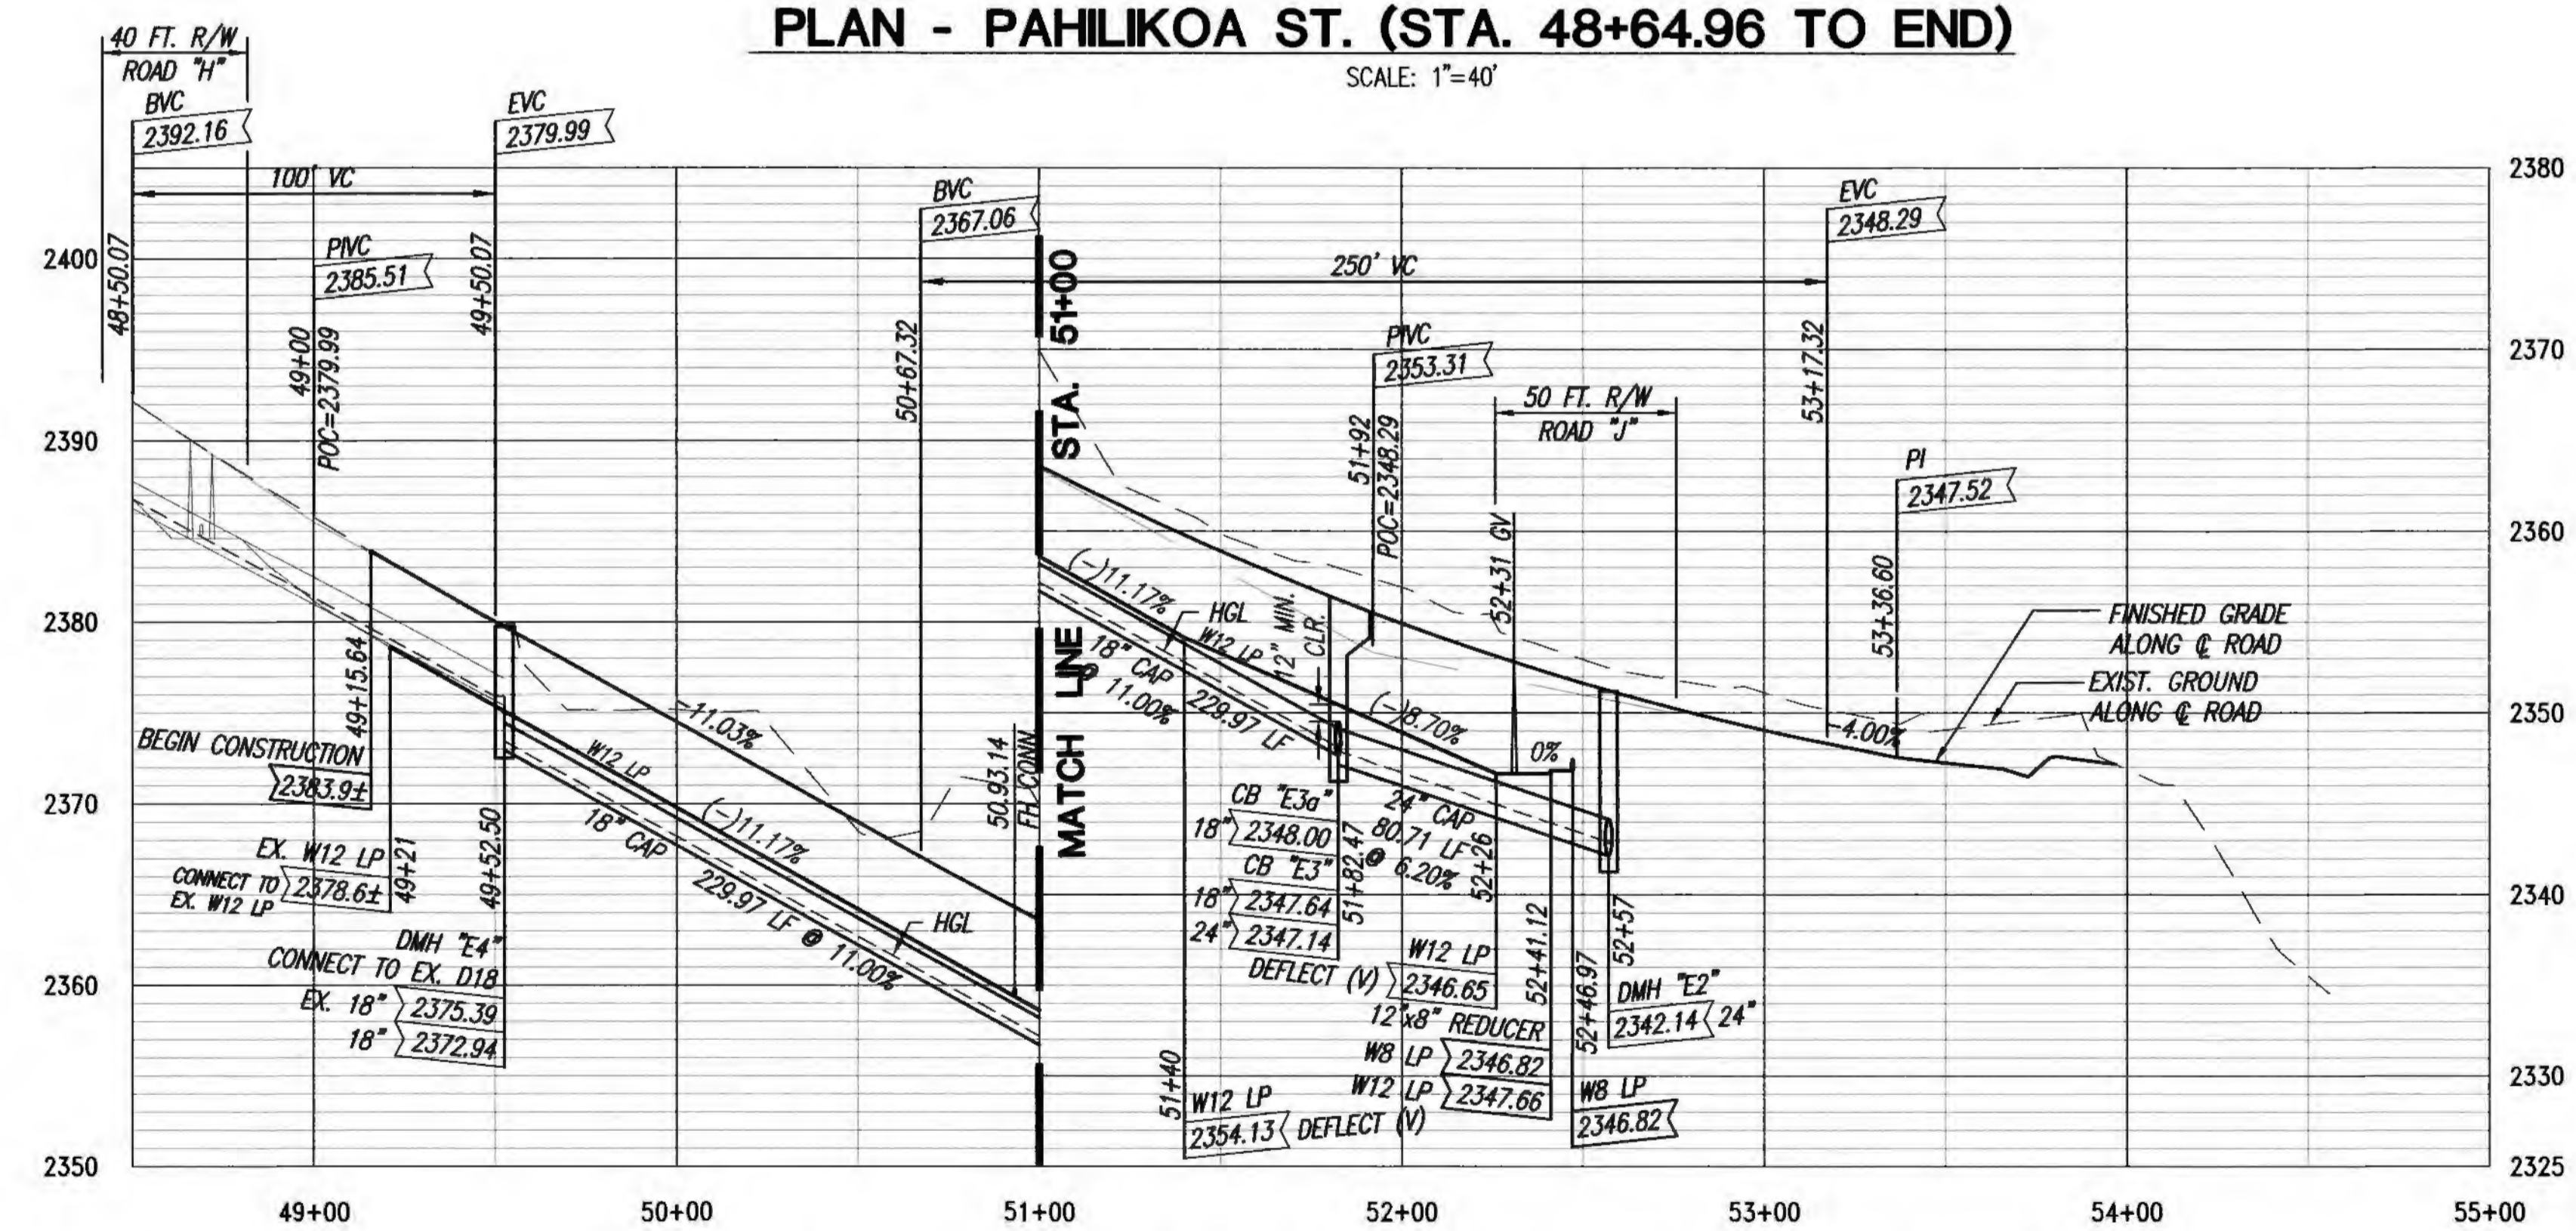 PLAN - PAHILIKOA ST. (STA. 48+64.96 TO END)
SCALE: 1"=40'
40 FT. R/W
ROAD "H"
BVC
2392.16
EVC
2379.99
100' VC
48+50.07
PIVC
2385.51
49+00
POC=2379.99
49+50.07
BVC
2367.06
50+67.32
250' VC
EVC
2348.29
53+17.32
PIVC
2353.31
51+92
POC=2348.29
50 FT. R/W
ROAD "J"
52+31 GV
PI
2347.52
53+36.60
MATCH LINE STA. 51+00
2400
2390
2380
2370
2360
2350
2380
2370
2360
2350
2340
2330
2325
49+15.64
BEGIN CONSTRUCTION
2383.9±
EX. W12 LP
CONNECT TO
EX. W12 LP
2378.6±
49+21
49+52.50
DMH "E4"
CONNECT TO EX. D18
EX. 18" 2375.39
18" 2372.94
-11.03%
W12 LP
(-)11.17%
18" CAP
229.97 LF @ 11.00%
HGL
50.93.14
FH CONN
(-)11.17%
HGL
W12 LP
18" CAP 229.97 LF
@ 11.00%
12" MIN.
CLR.
(-)8.70%
0%
-4.00%
FINISHED GRADE
ALONG ℄ ROAD
EXIST. GROUND
ALONG ℄ ROAD
CB "E3a"
18" 2348.00
CB "E3"
18" 2347.64
24" 2347.14
51+82.47
24" CAP
80.71 LF
@ 6.20%
52+26
W12 LP
DEFLECT (V) 2346.65
52+41.12
12"x8" REDUCER
W8 LP 2346.82
W12 LP 2347.66
52+46.97
W8 LP
2346.82
52+57
DMH "E2"
2342.14 24"
51+40
W12 LP
2354.13 DEFLECT (V)
49+00
50+00
51+00
52+00
53+00
54+00
55+00